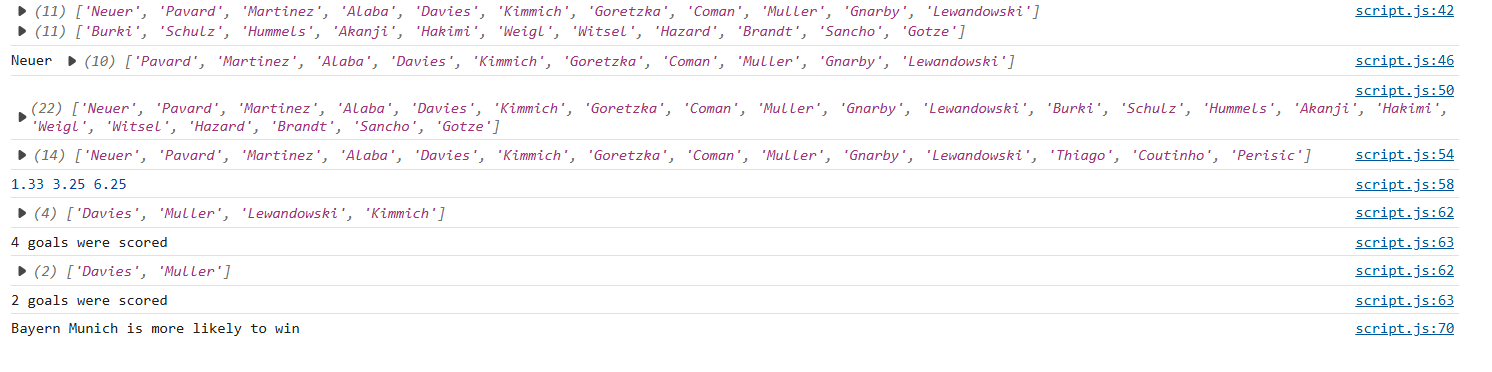 ▶ (11) ['Neuer', 'Pavard', 'Martinez', 'Alaba', 'Davies', 'Kimmich', 'Goretzka', 'Coman', 'Muller', 'Gnarby', 'Lewandowski'] script.js:42
▶ (11) ['Burki', 'Schulz', 'Hummels', 'Akanji', 'Hakimi', 'Weigl', 'Witsel', 'Hazard', 'Brandt', 'Sancho', 'Gotze']
Neuer ▶ (10) ['Pavard', 'Martinez', 'Alaba', 'Davies', 'Kimmich', 'Goretzka', 'Coman', 'Muller', 'Gnarby', 'Lewandowski'] script.js:46
script.js:50
▶ (22) ['Neuer', 'Pavard', 'Martinez', 'Alaba', 'Davies', 'Kimmich', 'Goretzka', 'Coman', 'Muller', 'Gnarby', 'Lewandowski', 'Burki', 'Schulz', 'Hummels', 'Akanji', 'Hakimi',
'Weigl', 'Witsel', 'Hazard', 'Brandt', 'Sancho', 'Gotze']
▶ (14) ['Neuer', 'Pavard', 'Martinez', 'Alaba', 'Davies', 'Kimmich', 'Goretzka', 'Coman', 'Muller', 'Gnarby', 'Lewandowski', 'Thiago', 'Coutinho', 'Perisic'] script.js:54
1.33 3.25 6.25 script.js:58
▶ (4) ['Davies', 'Muller', 'Lewandowski', 'Kimmich'] script.js:62
4 goals were scored script.js:63
▶ (2) ['Davies', 'Muller'] script.js:62
2 goals were scored script.js:63
Bayern Munich is more likely to win script.js:70